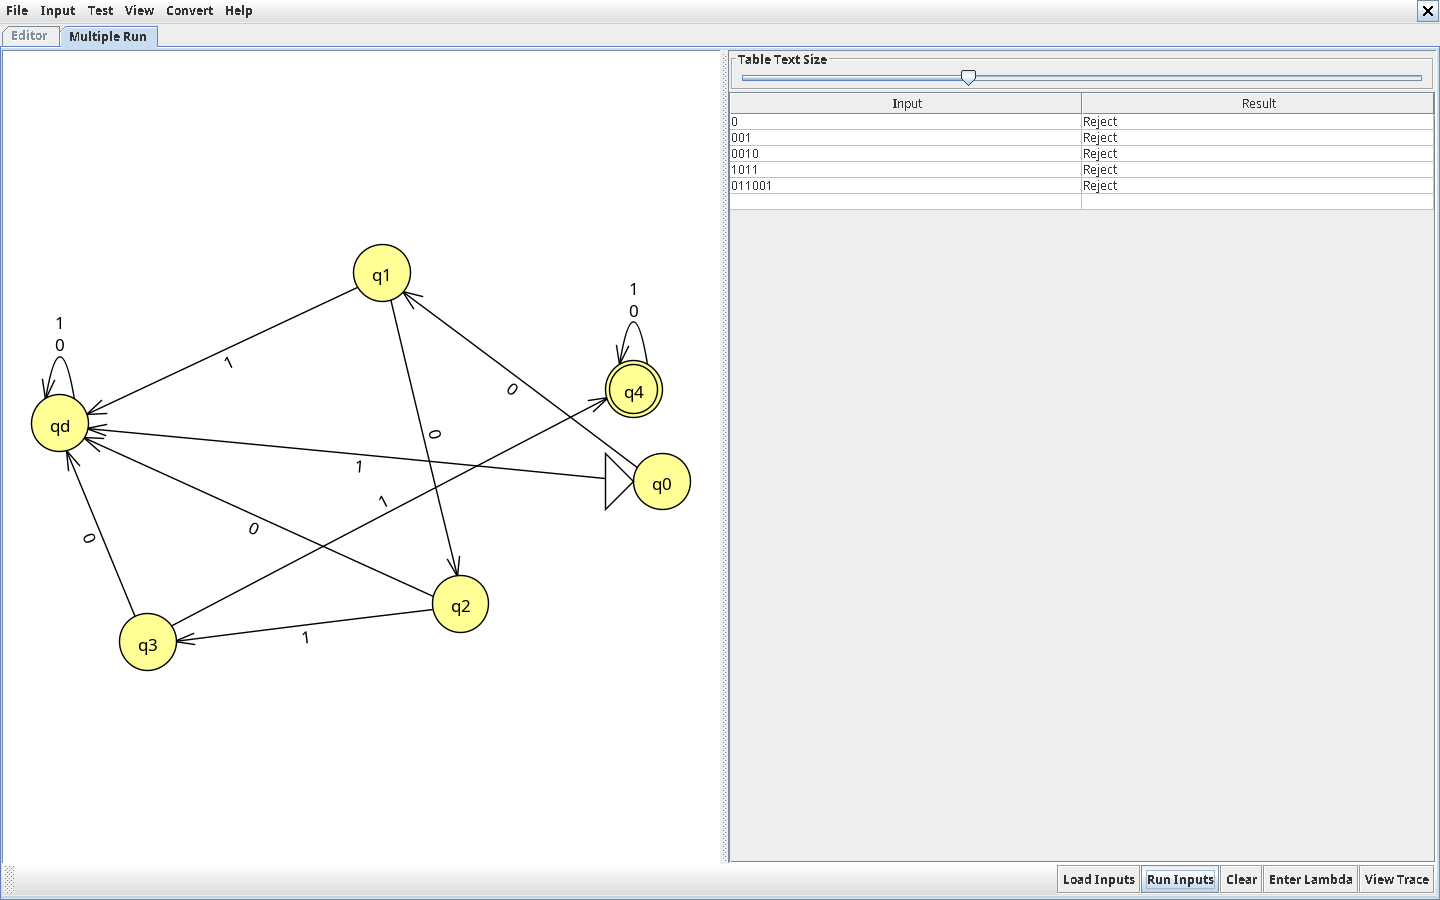 File Input Test View Convert Help
Editor Multiple Run
Table Text Size
Input Result
0 Reject
001 Reject
0010 Reject
1011 Reject
011001 Reject
q1
1
0
q4
1
0
qd
1
0
0
1
1
q0
0
0
1
q2
q3
1
Load Inputs Run Inputs Clear Enter Lambda View Trace